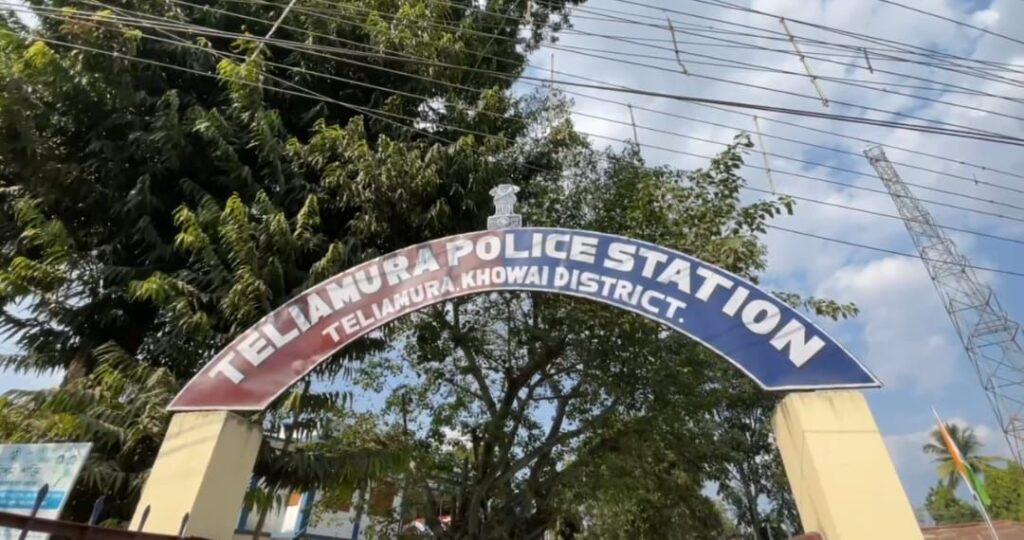 TELIAMURA POLICE STATION
TELIAMURA. KHOWAI DISTRICT.